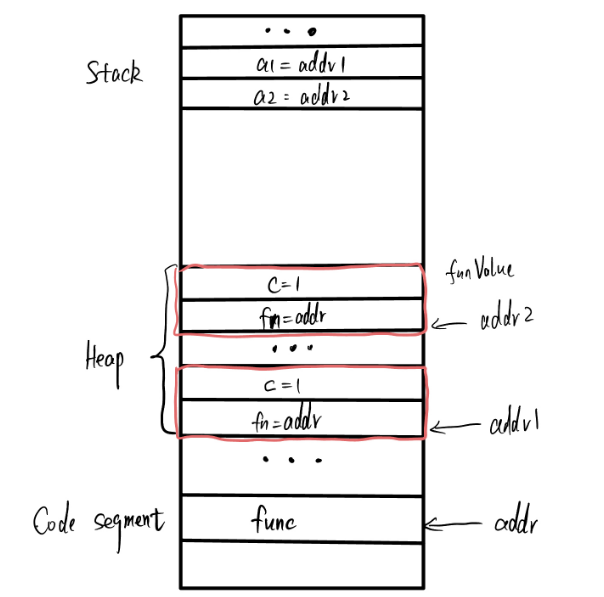 Stack
a1 = addr1
a2 = addr2
funValue
c=1
fn=addr
addr2
Heap
c=1
fn=addr
addr1
Code segment
func
addr